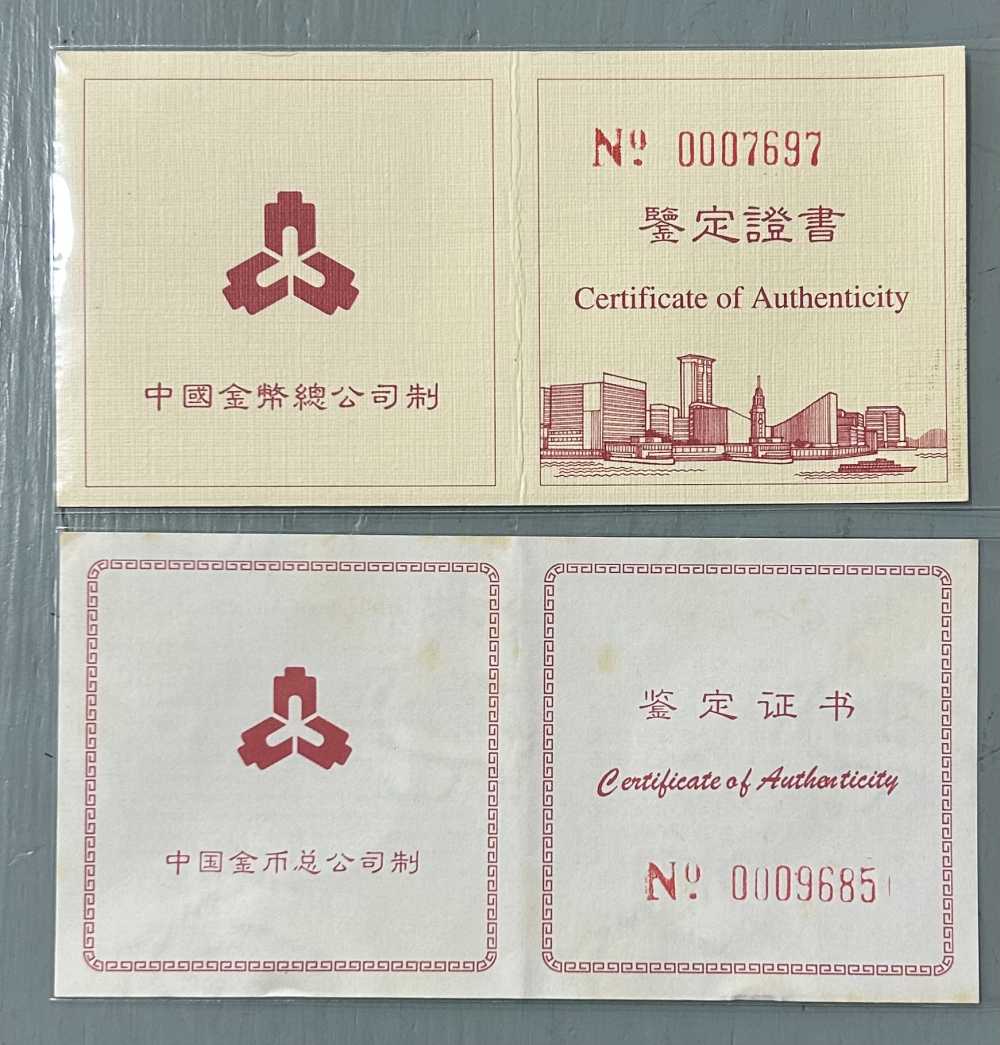 中國金幣總公司制
Nº 0007697
鑒定證書
Certificate of Authenticity
中国金币总公司制
鉴定证书
Certificate of Authenticity
Nº 0009685